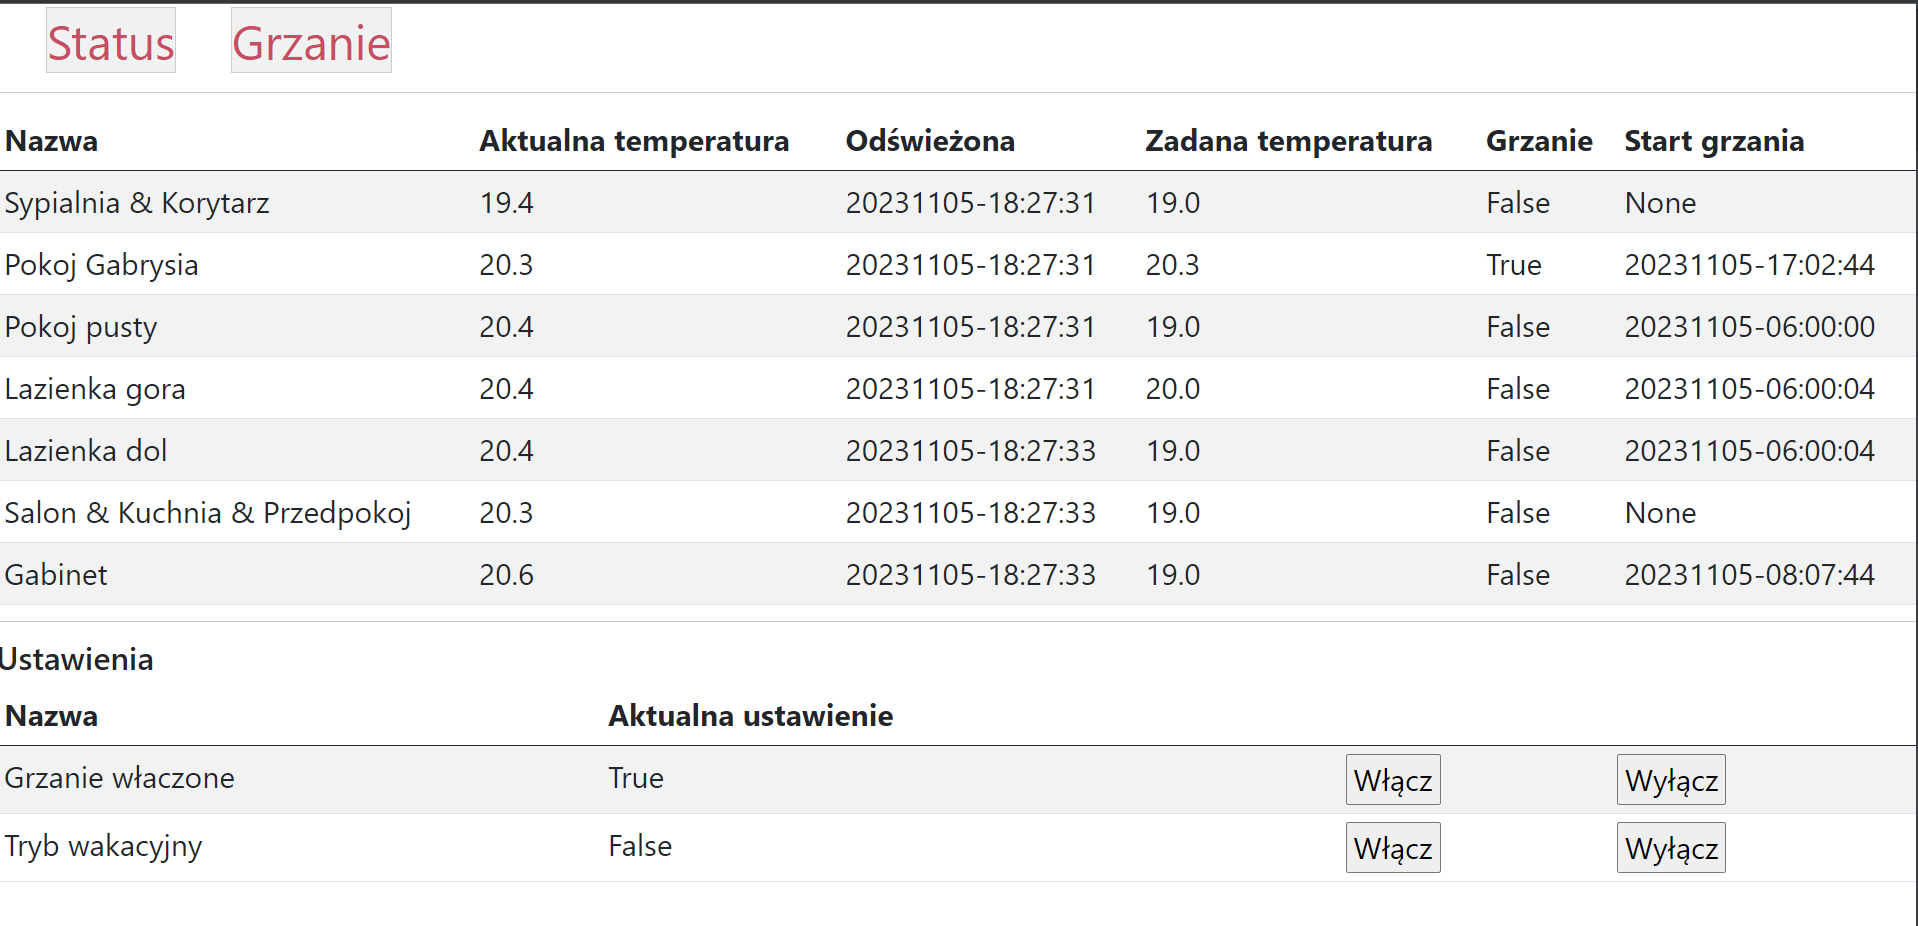 Status Grzanie
Nazwa Aktualna temperatura Odświeżona Zadana temperatura Grzanie Start grzania
Sypialnia & Korytarz 19.4 20231105-18:27:31 19.0 False None
Pokoj Gabrysia 20.3 20231105-18:27:31 20.3 True 20231105-17:02:44
Pokoj pusty 20.4 20231105-18:27:31 19.0 False 20231105-06:00:00
Lazienka gora 20.4 20231105-18:27:31 20.0 False 20231105-06:00:04
Lazienka dol 20.4 20231105-18:27:33 19.0 False 20231105-06:00:04
Salon & Kuchnia & Przedpokoj 20.3 20231105-18:27:33 19.0 False None
Gabinet 20.6 20231105-18:27:33 19.0 False 20231105-08:07:44
Ustawienia
Nazwa Aktualna ustawienie
Grzanie właczone True Włącz Wyłącz
Tryb wakacyjny False Włącz Wyłącz